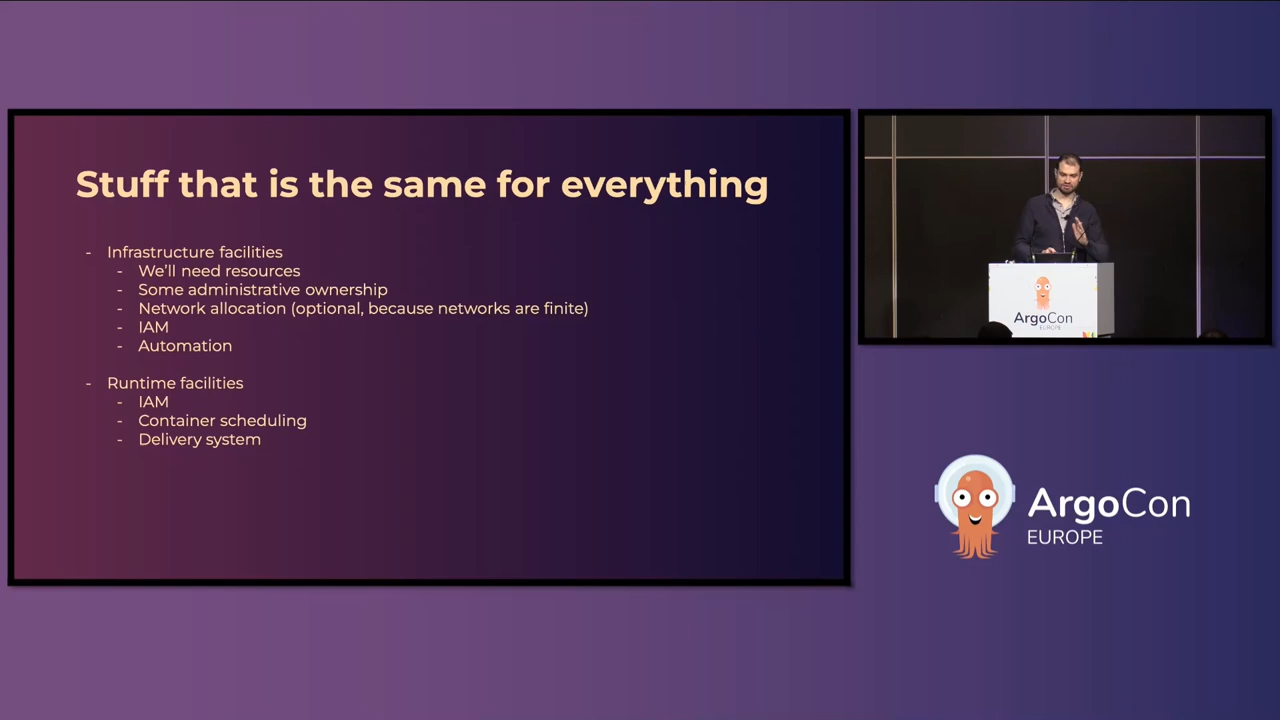 Stuff that is the same for everything
- Infrastructure facilities
- We'll need resources
- Some administrative ownership
- Network allocation (optional, because networks are finite)
- IAM
- Automation
- Runtime facilities
- IAM
- Container scheduling
- Delivery system
ArgoCon
EUROPE
ArgoCon
EUROPE